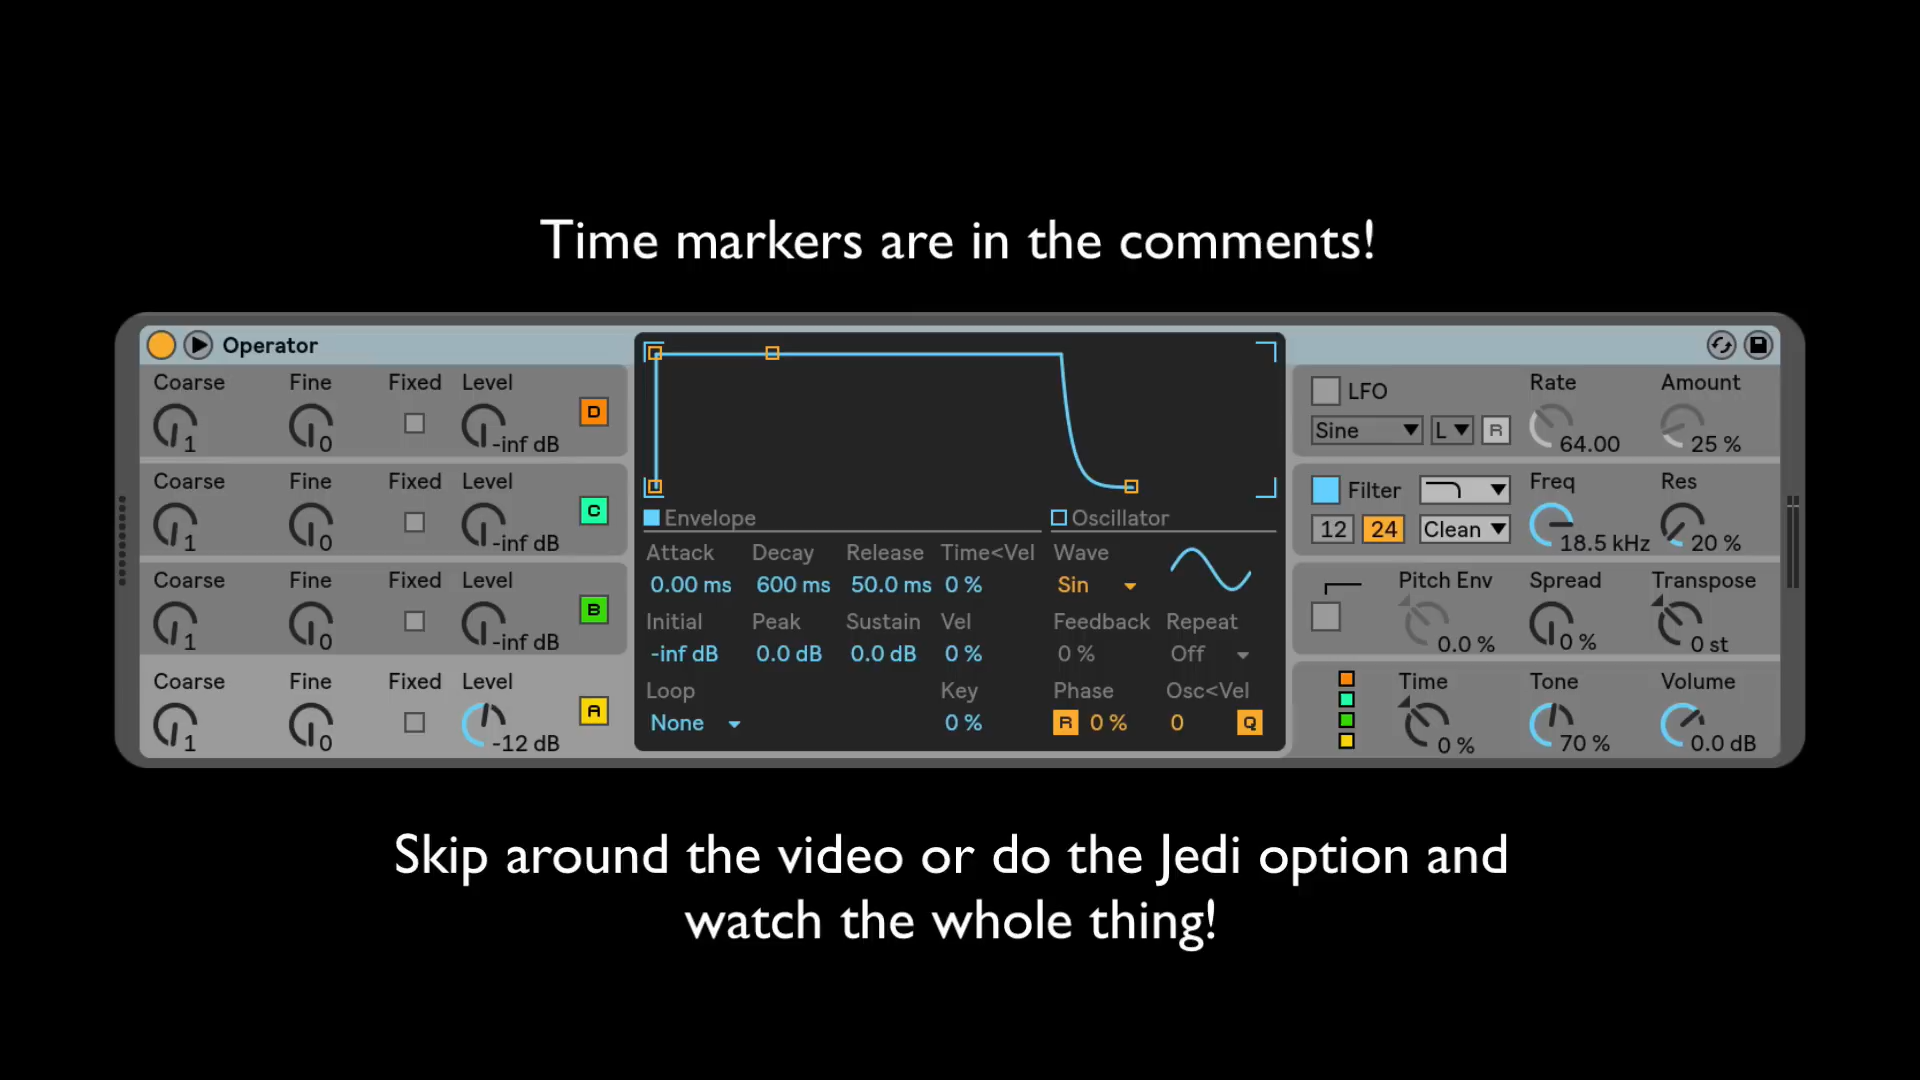 Time markers are in the comments!
Operator
Coarse Fine Fixed Level
1 0 -inf dB D
Coarse Fine Fixed Level
1 0 -inf dB C
Coarse Fine Fixed Level
1 0 -inf dB B
Coarse Fine Fixed Level
1 0 -12 dB A
Envelope Oscillator
Attack Decay Release Time<Vel Wave
0.00 ms 600 ms 50.0 ms 0 % Sin
Initial Peak Sustain Vel Feedback Repeat
-inf dB 0.0 dB 0.0 dB 0 % 0 % Off
Loop Key Phase Osc<Vel
None 0 % R 0 % 0 Q
LFO Rate Amount
Sine L R 64.00 25 %
Filter Freq Res
12 24 Clean 18.5 kHz 20 %
Pitch Env Spread Transpose
0.0 % 0 % 0 st
Time Tone Volume
0 % 70 % 0.0 dB
Skip around the video or do the Jedi option and
watch the whole thing!